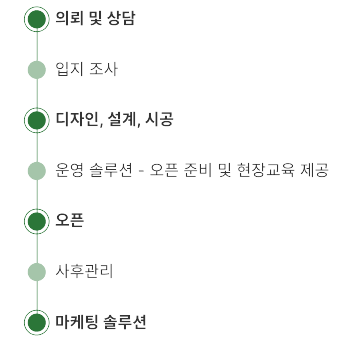 의뢰 및 상담
입지 조사
디자인, 설계, 시공
운영 솔루션 - 오픈 준비 및 현장교육 제공
오픈
사후관리
마케팅 솔루션